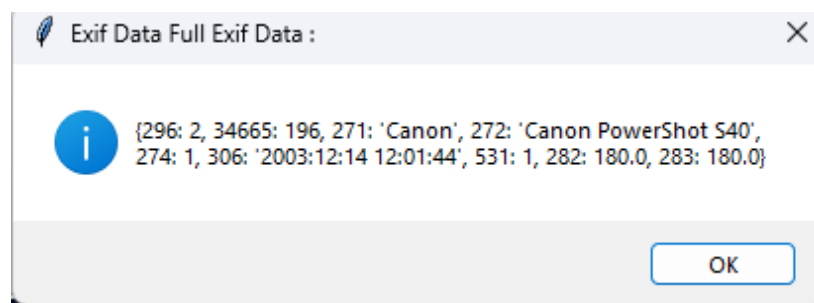 Exif Data Full Exif Data :
{296: 2, 34665: 196, 271: 'Canon', 272: 'Canon PowerShot S40',
274: 1, 306: '2003:12:14 12:01:44', 531: 1, 282: 180.0, 283: 180.0}
OK